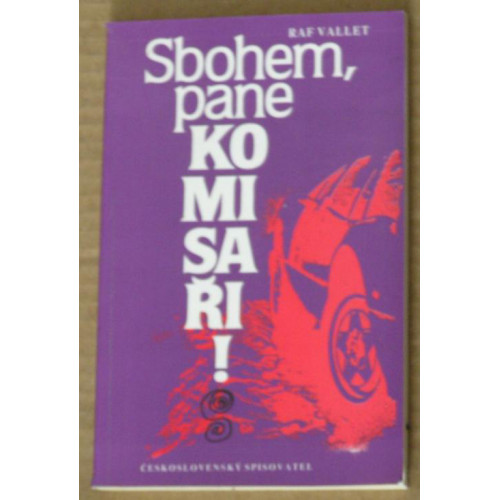 RAF VALLET
Sbohem,
pane
KO
MI
SA
ŘI
!
ČESKOSLOVENSKÝ SPISOVATEL